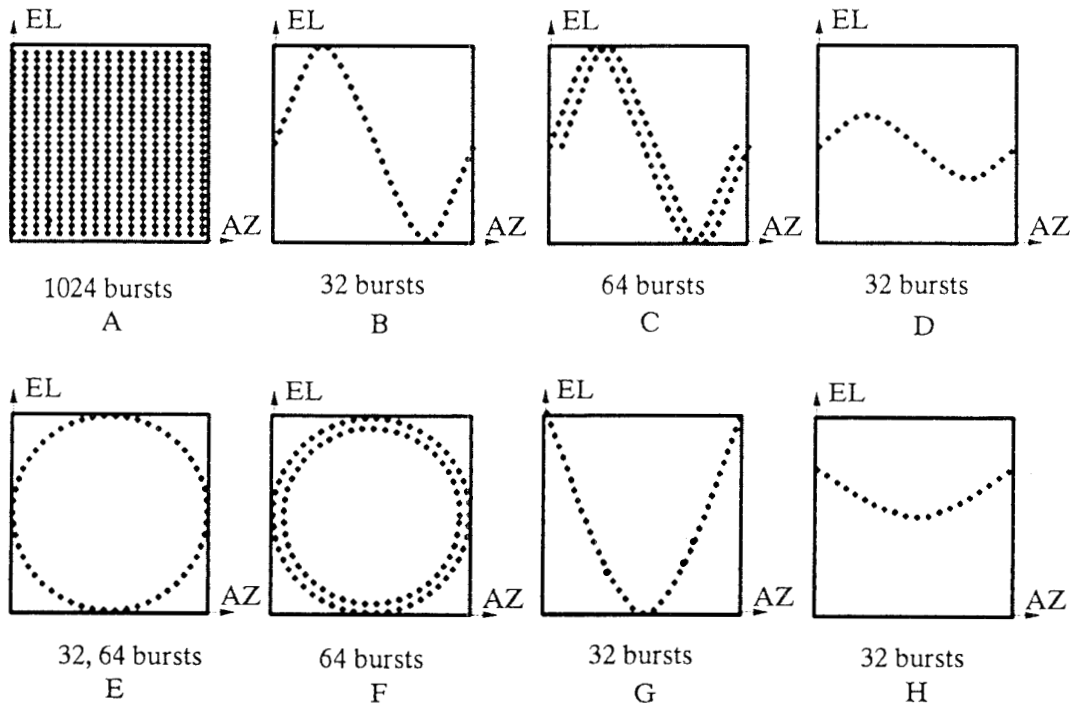 EL EL EL EL
AZ AZ AZ AZ
1024 bursts 32 bursts 64 bursts 32 bursts
A B C D
EL EL EL EL
AZ AZ AZ AZ
32, 64 bursts 64 bursts 32 bursts 32 bursts
E F G H